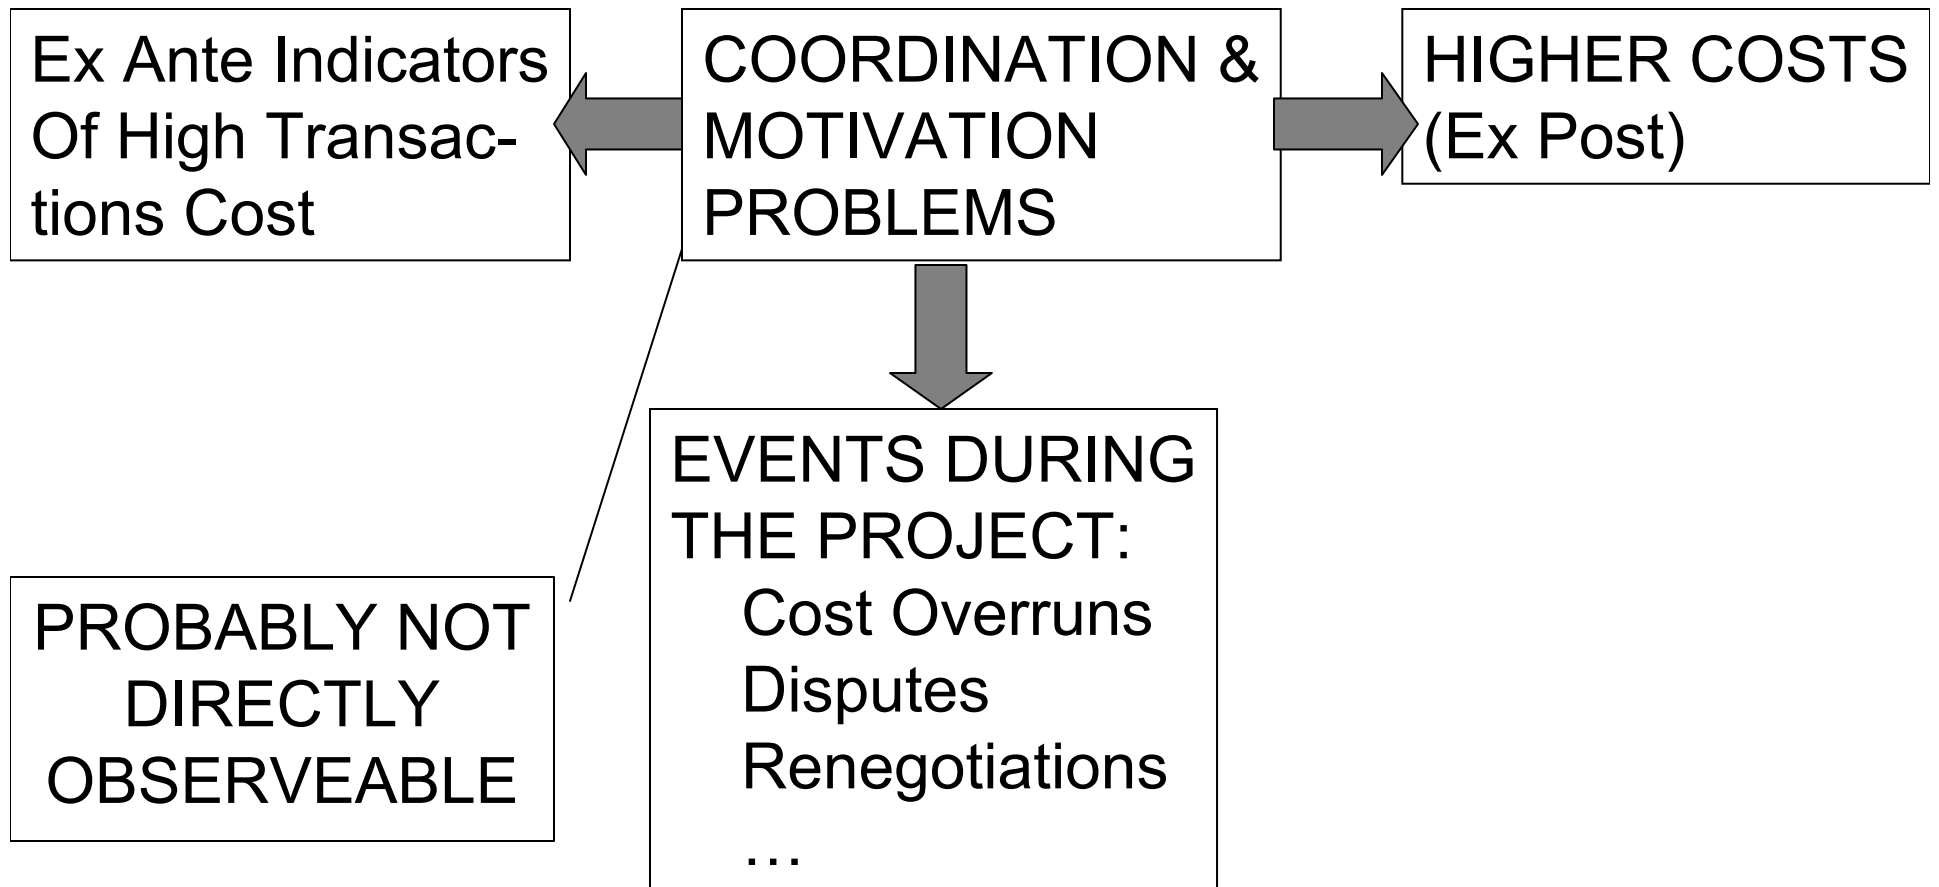 Ex Ante Indicators
Of High Transac-
tions Cost
COORDINATION &
MOTIVATION
PROBLEMS
HIGHER COSTS
(Ex Post)
PROBABLY NOT
DIRECTLY
OBSERVEABLE
EVENTS DURING
THE PROJECT:
Cost Overruns
Disputes
Renegotiations
…